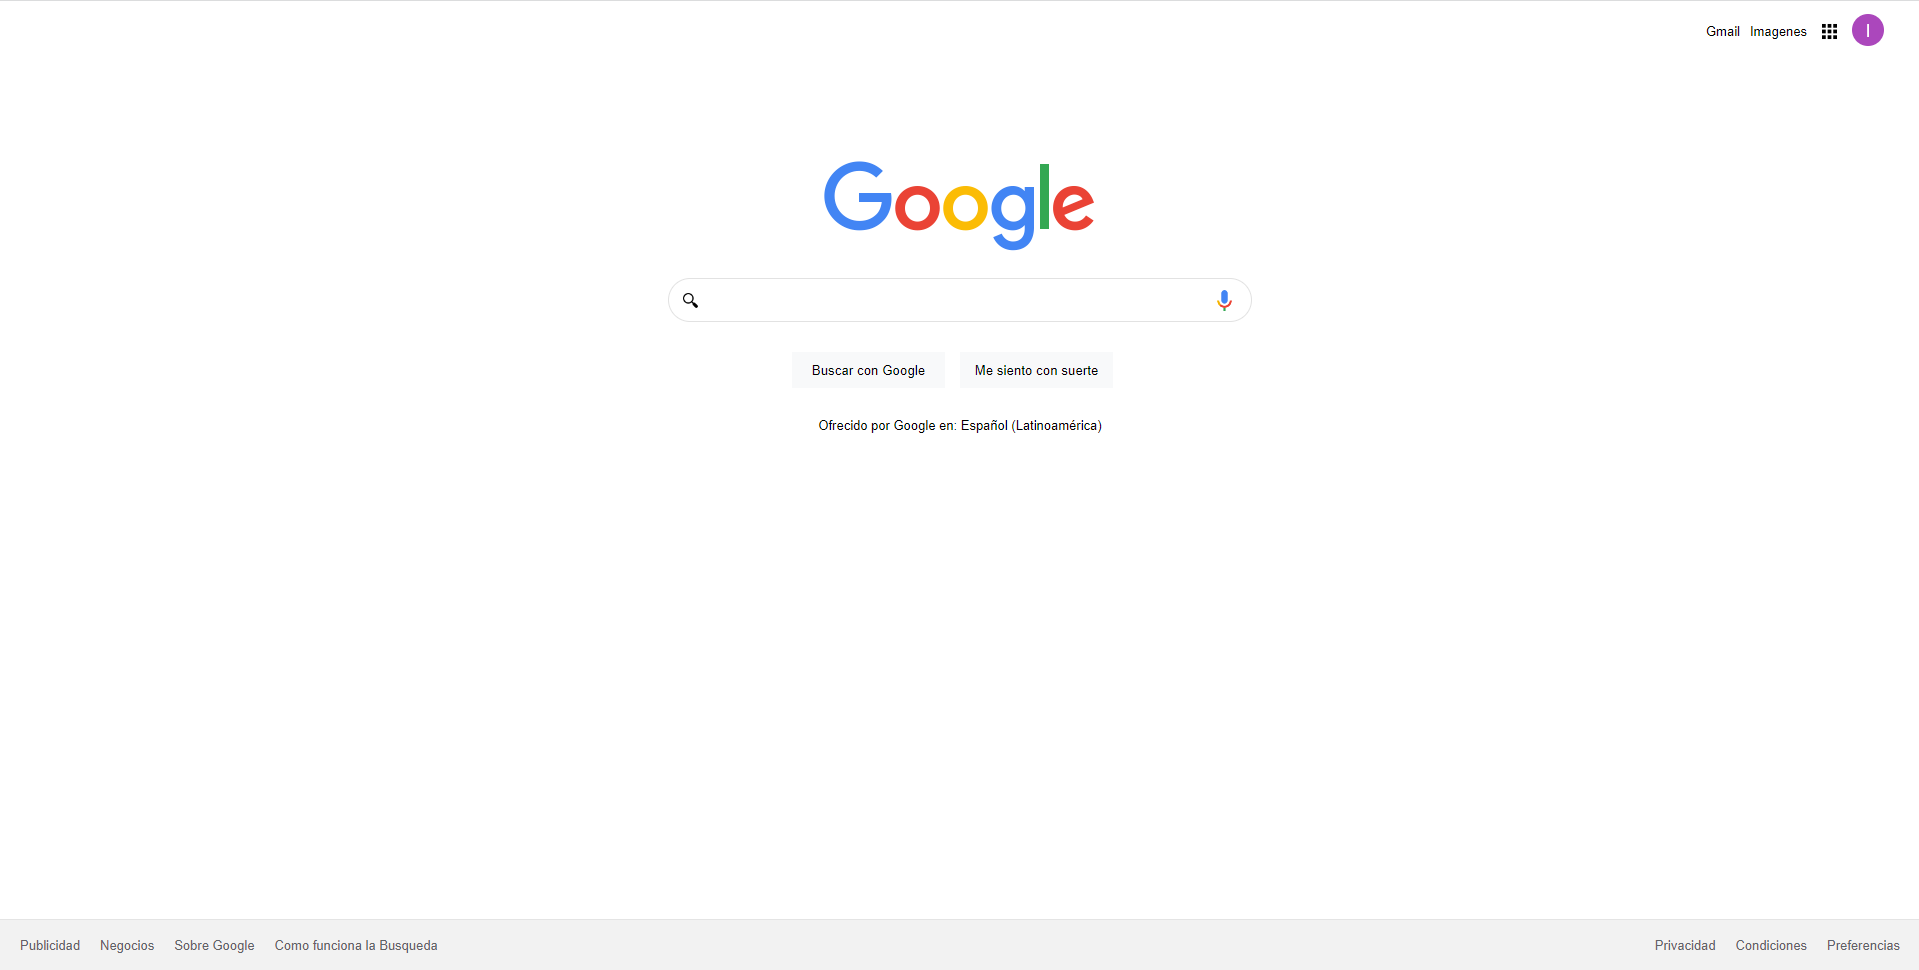 Gmail Imagenes I
Google
Buscar con Google Me siento con suerte
Ofrecido por Google en: Español (Latinoamérica)
Publicidad Negocios Sobre Google Como funciona la Busqueda Privacidad Condiciones Preferencias